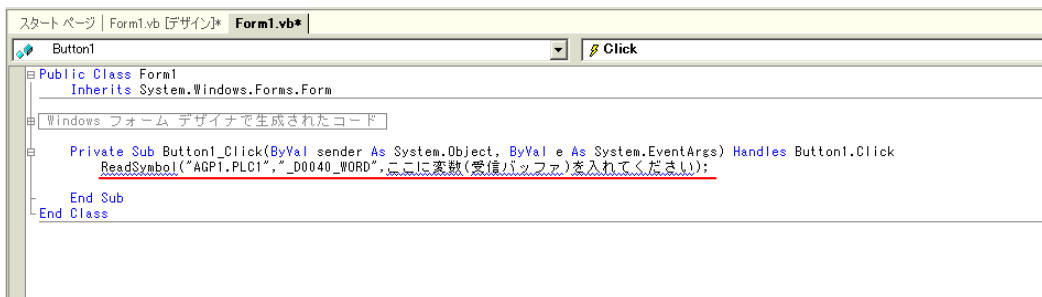 スタート ページ | Form1.vb [デザイン]* Form1.vb*
Button1 Click
Public Class Form1
Inherits System.Windows.Forms.Form
Windows フォーム デザイナで生成されたコード
Private Sub Button1_Click(ByVal sender As System.Object, ByVal e As System.EventArgs) Handles Button1.Click
ReadSymbol("AGP1.PLC1","_D0040_WORD",ここに変数(受信バッファ)を入れてください);
End Sub
End Class